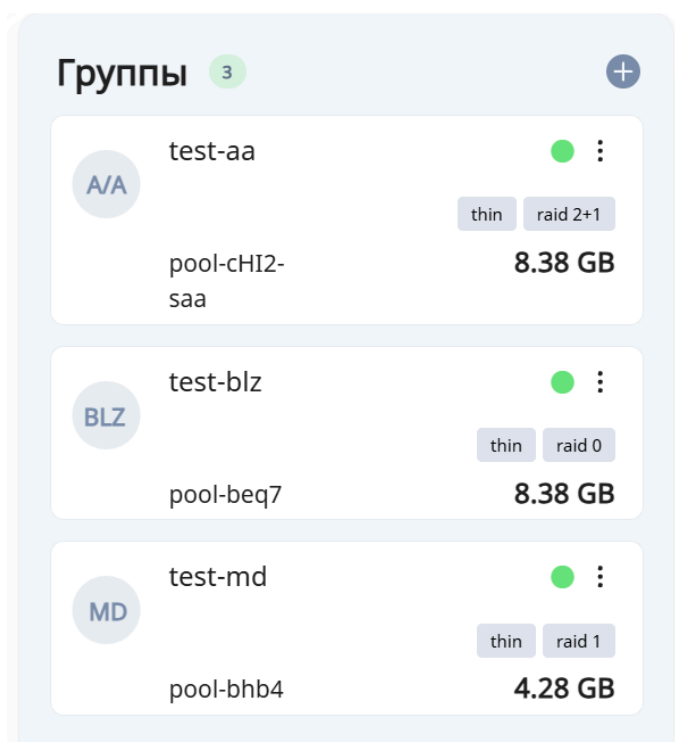 Группы 3
test-aa
A/A
thin raid 2+1
pool-cHI2-
saa
8.38 GB
test-blz
BLZ
thin raid 0
pool-beq7 8.38 GB
test-md
MD
thin raid 1
pool-bhb4 4.28 GB